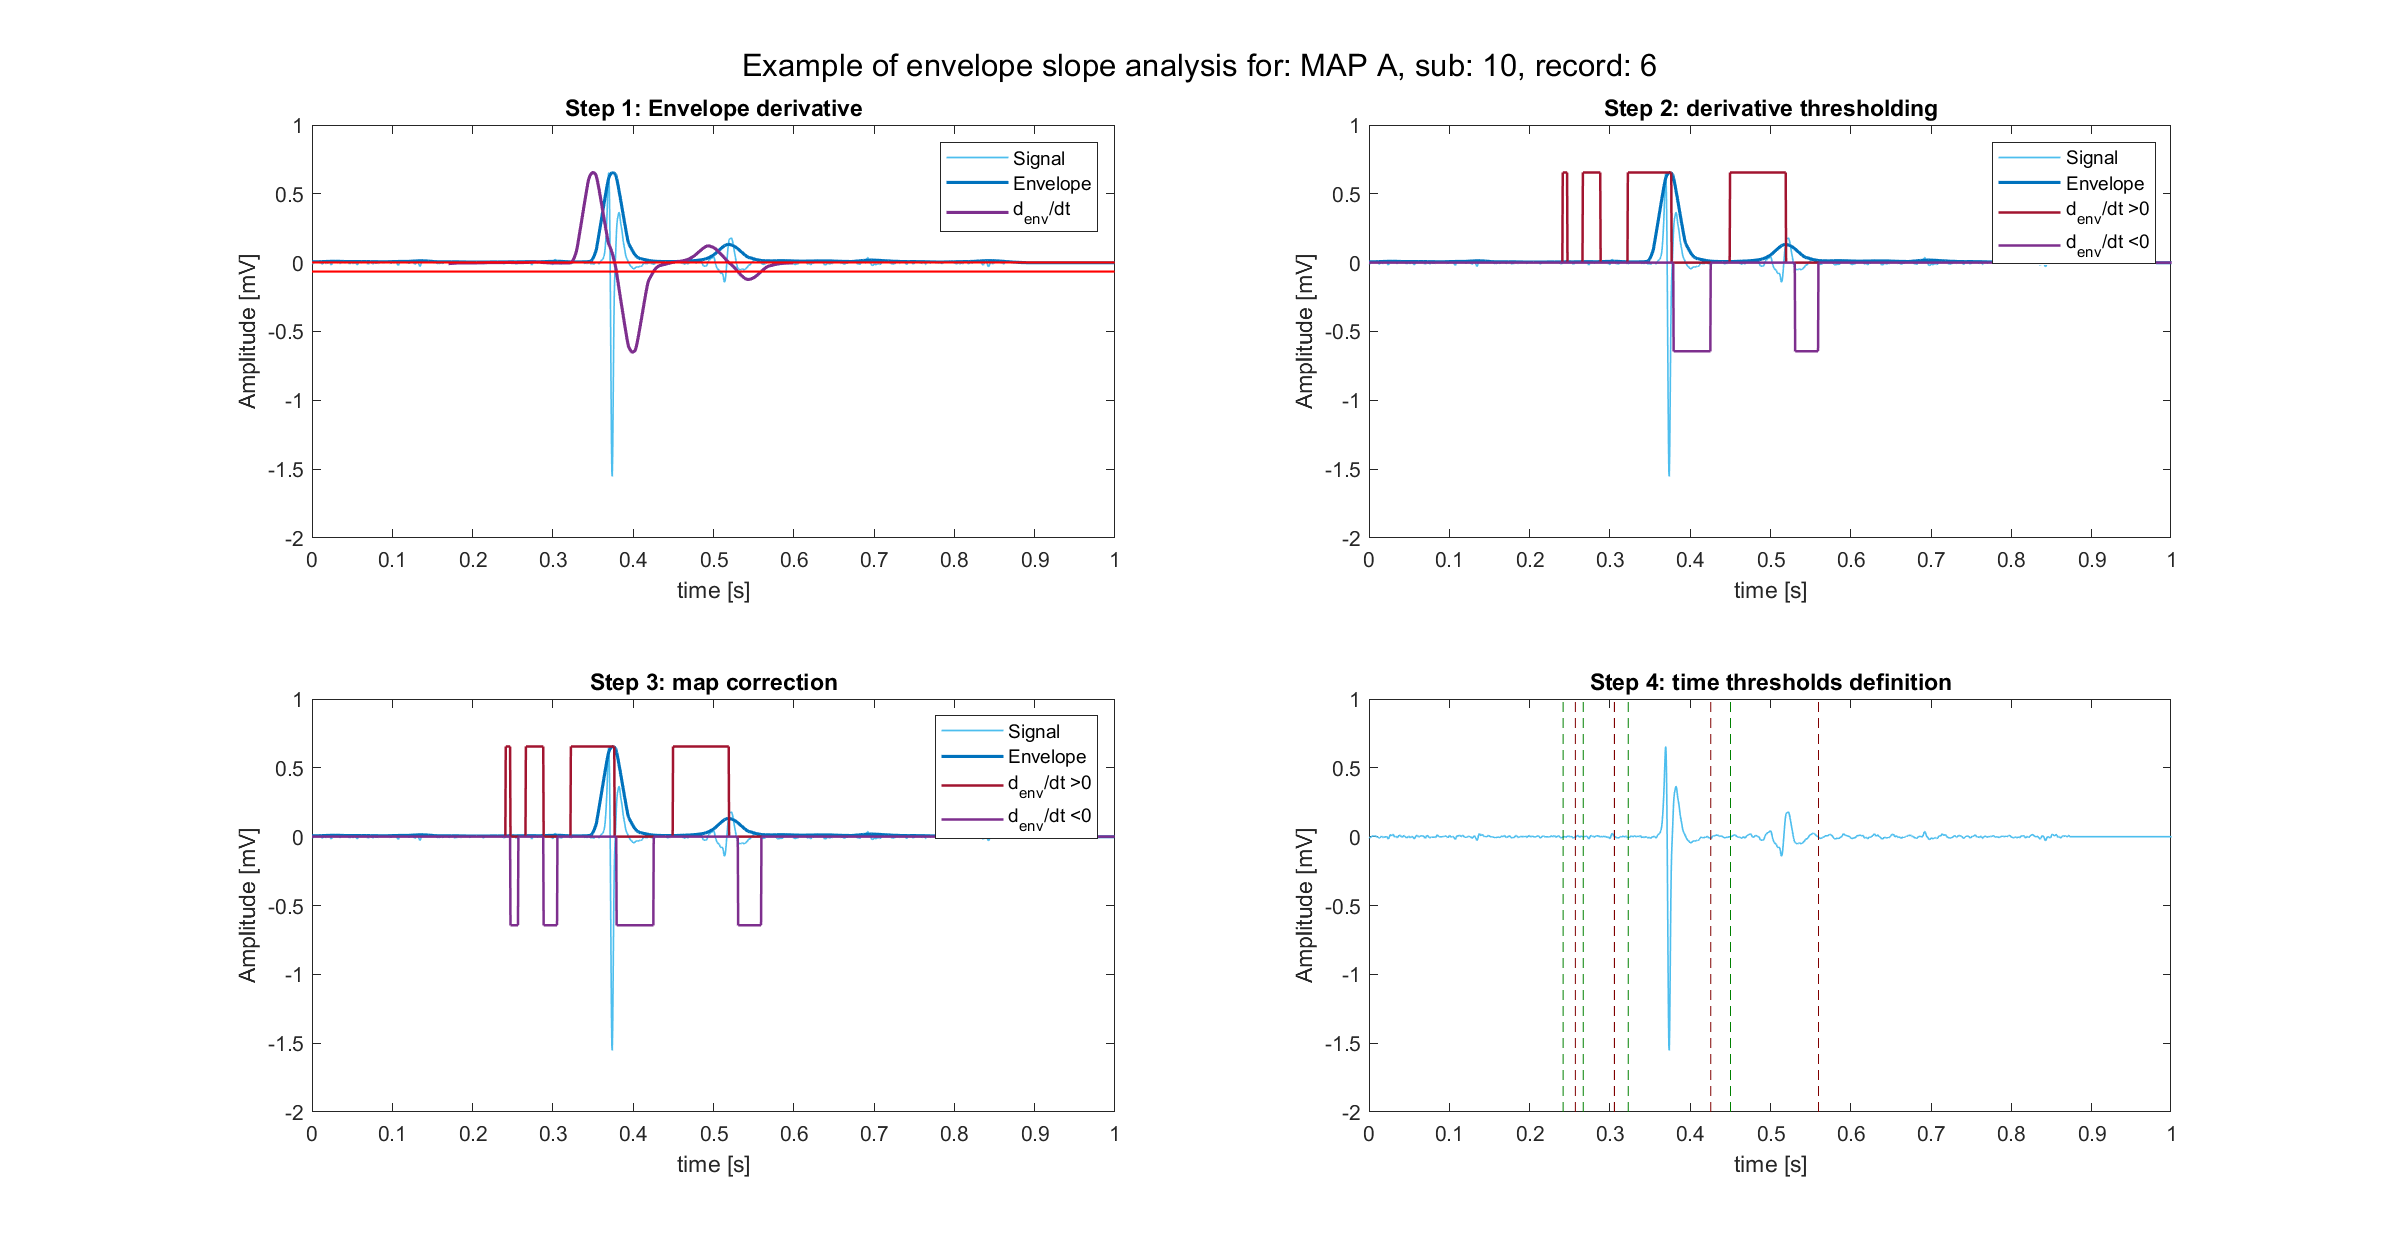 Example of envelope slope analysis for: MAP A, sub: 10, record: 6
Step 1: Envelope derivative
1
0.5
0
-0.5
-1
-1.5
-2
Amplitude [mV]
Signal
Envelope
d_env/dt
0 0.1 0.2 0.3 0.4 0.5 0.6 0.7 0.8 0.9 1
time [s]
Step 2: derivative thresholding
1
0.5
0
-0.5
-1
-1.5
-2
Amplitude [mV]
Signal
Envelope
d_env/dt >0
d_env/dt <0
0 0.1 0.2 0.3 0.4 0.5 0.6 0.7 0.8 0.9 1
time [s]
Step 3: map correction
1
0.5
0
-0.5
-1
-1.5
-2
Amplitude [mV]
Signal
Envelope
d_env/dt >0
d_env/dt <0
0 0.1 0.2 0.3 0.4 0.5 0.6 0.7 0.8 0.9 1
time [s]
Step 4: time thresholds definition
1
0.5
0
-0.5
-1
-1.5
-2
Amplitude [mV]
0 0.1 0.2 0.3 0.4 0.5 0.6 0.7 0.8 0.9 1
time [s]